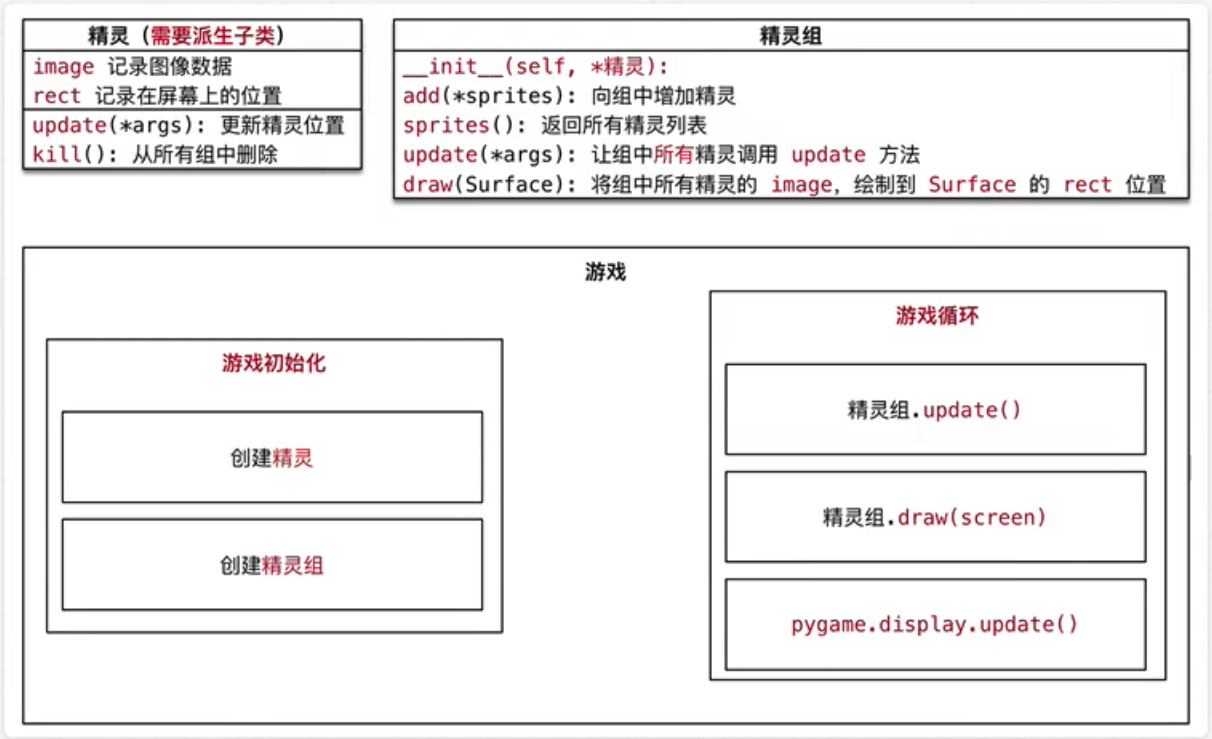 精灵（需要派生子类）
image 记录图像数据
rect 记录在屏幕上的位置
update(*args): 更新精灵位置
kill(): 从所有组中删除
精灵组
__init__(self, *精灵):
add(*sprites): 向组中增加精灵
sprites(): 返回所有精灵列表
update(*args): 让组中所有精灵调用 update 方法
draw(Surface): 将组中所有精灵的 image，绘制到 Surface 的 rect 位置
游戏
游戏初始化
创建精灵
创建精灵组
游戏循环
精灵组.update()
精灵组.draw(screen)
pygame.display.update()